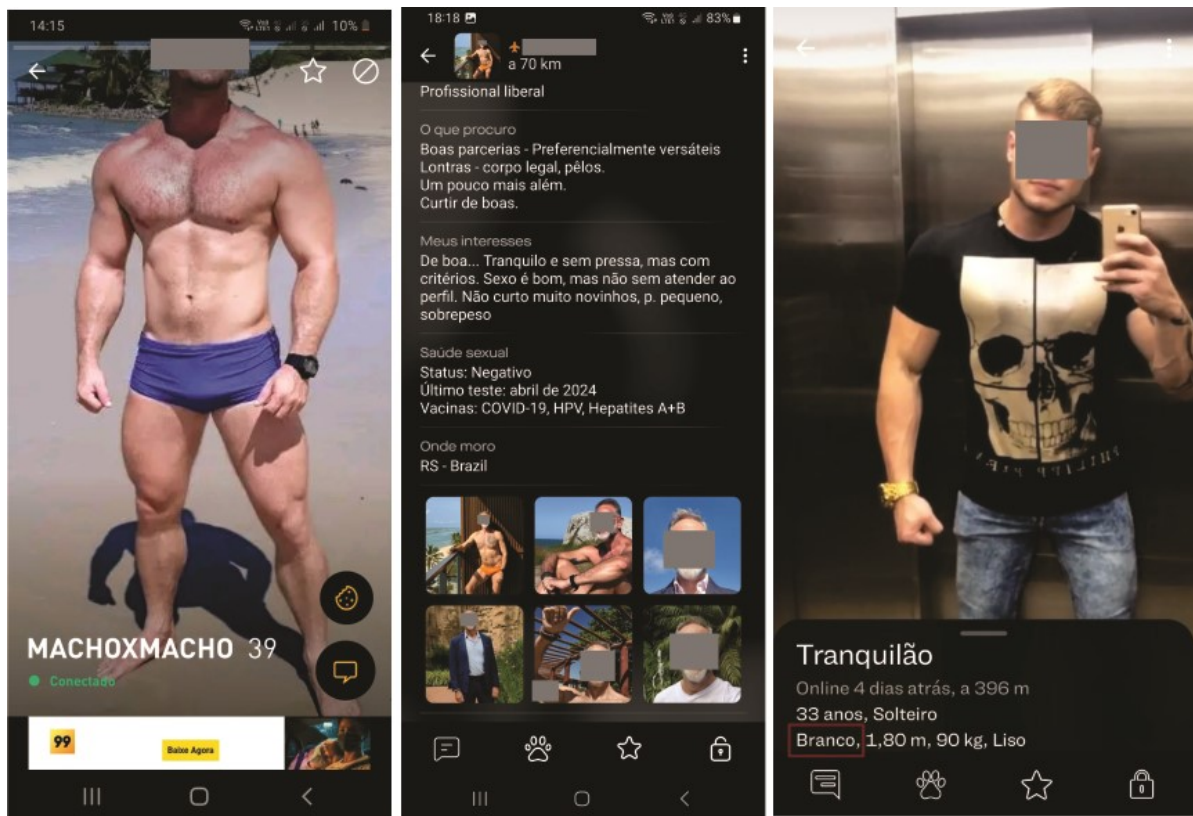 14:15
10%
MACHOXMACHO 39
Conectado
99
Baixe Agora
18:18
83%
a 70 km
Profissional liberal
O que procuro
Boas parcerias - Preferencialmente versáteis
Lontras - corpo legal, pêlos.
Um pouco mais além.
Curtir de boas.
Meus interesses
De boa... Tranquilo e sem pressa, mas com
critérios. Sexo é bom, mas não sem atender ao
perfil. Não curto muito novinhos, p. pequeno,
sobrepeso
Saúde sexual
Status: Negativo
Último teste: abril de 2024
Vacinas: COVID-19, HPV, Hepatites A+B
Onde moro
RS - Brazil
Tranquilão
Online 4 dias atrás, a 396 m
33 anos, Solteiro
Branco, 1,80 m, 90 kg, Liso